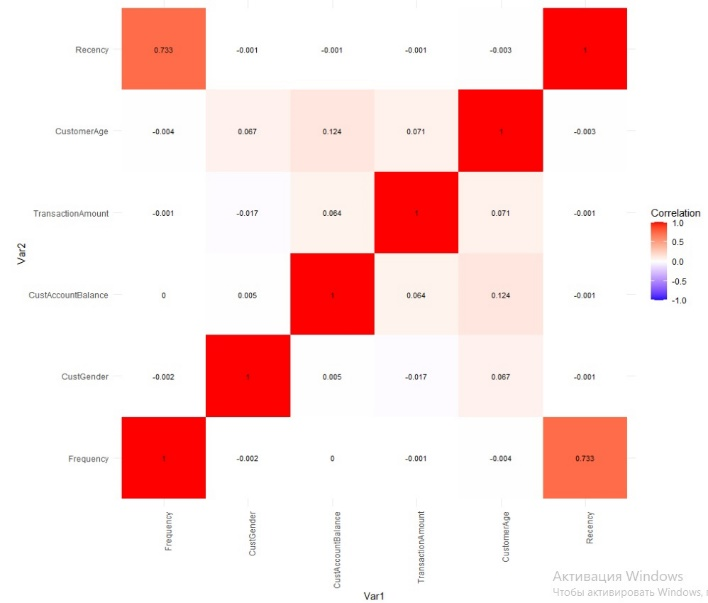 Recency
0.733 -0.001 -0.001 -0.001 -0.003 1
CustomerAge
-0.004 0.067 0.124 0.071 1 -0.003
TransactionAmount
-0.001 -0.017 0.064 1 0.071 -0.001
CustAccountBalance
0 0.005 1 0.064 0.124 -0.001
CustGender
-0.002 1 0.005 -0.017 0.067 -0.001
Frequency
1 -0.002 0 -0.001 -0.004 0.733
Var2
Frequency
CustGender
CustAccountBalance
TransactionAmount
CustomerAge
Recency
Var1
Correlation
1.0
0.5
0.0
-0.5
-1.0
Активация Windows
Чтобы активировать Windows,